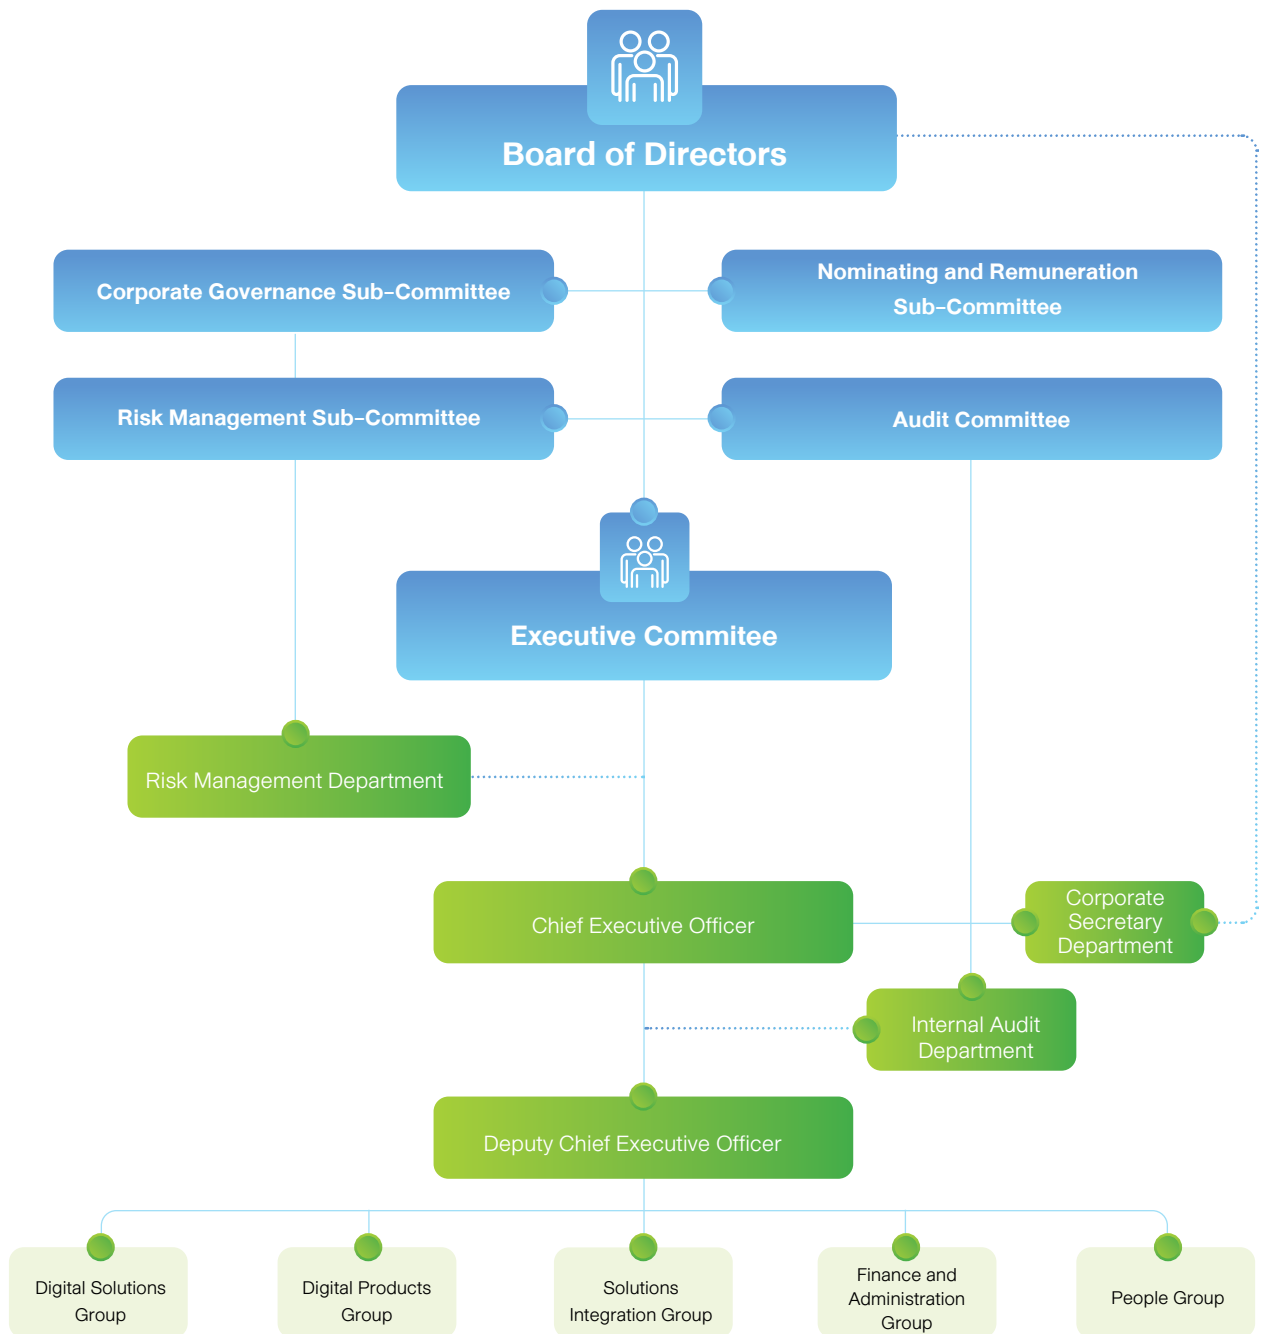 Board of Directors
Corporate Governance Sub-Committee
Nominating and Remuneration
Sub-Committee
Risk Management Sub-Committee
Audit Committee
Executive Commitee
Risk Management Department
Chief Executive Officer
Corporate
Secretary
Department
Internal Audit
Department
Deputy Chief Executive Officer
Digital Solutions
Group
Digital Products
Group
Solutions
Integration Group
Finance and
Administration
Group
People Group